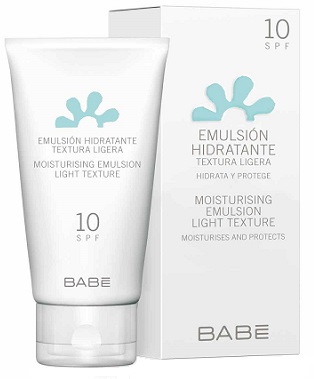 EMULSIÓN HIDRATANTE
TEXTURA LIGERA
MOISTURISING EMULSION
LIGHT TEXTURE
10
SPF
BABÉ
10
SPF
EMULSIÓN
HIDRATANTE
TEXTURA LIGERA
HIDRATA Y PROTEGE
MOISTURISING
EMULSION
LIGHT TEXTURE
MOISTURISES AND PROTECTS
BABÉ